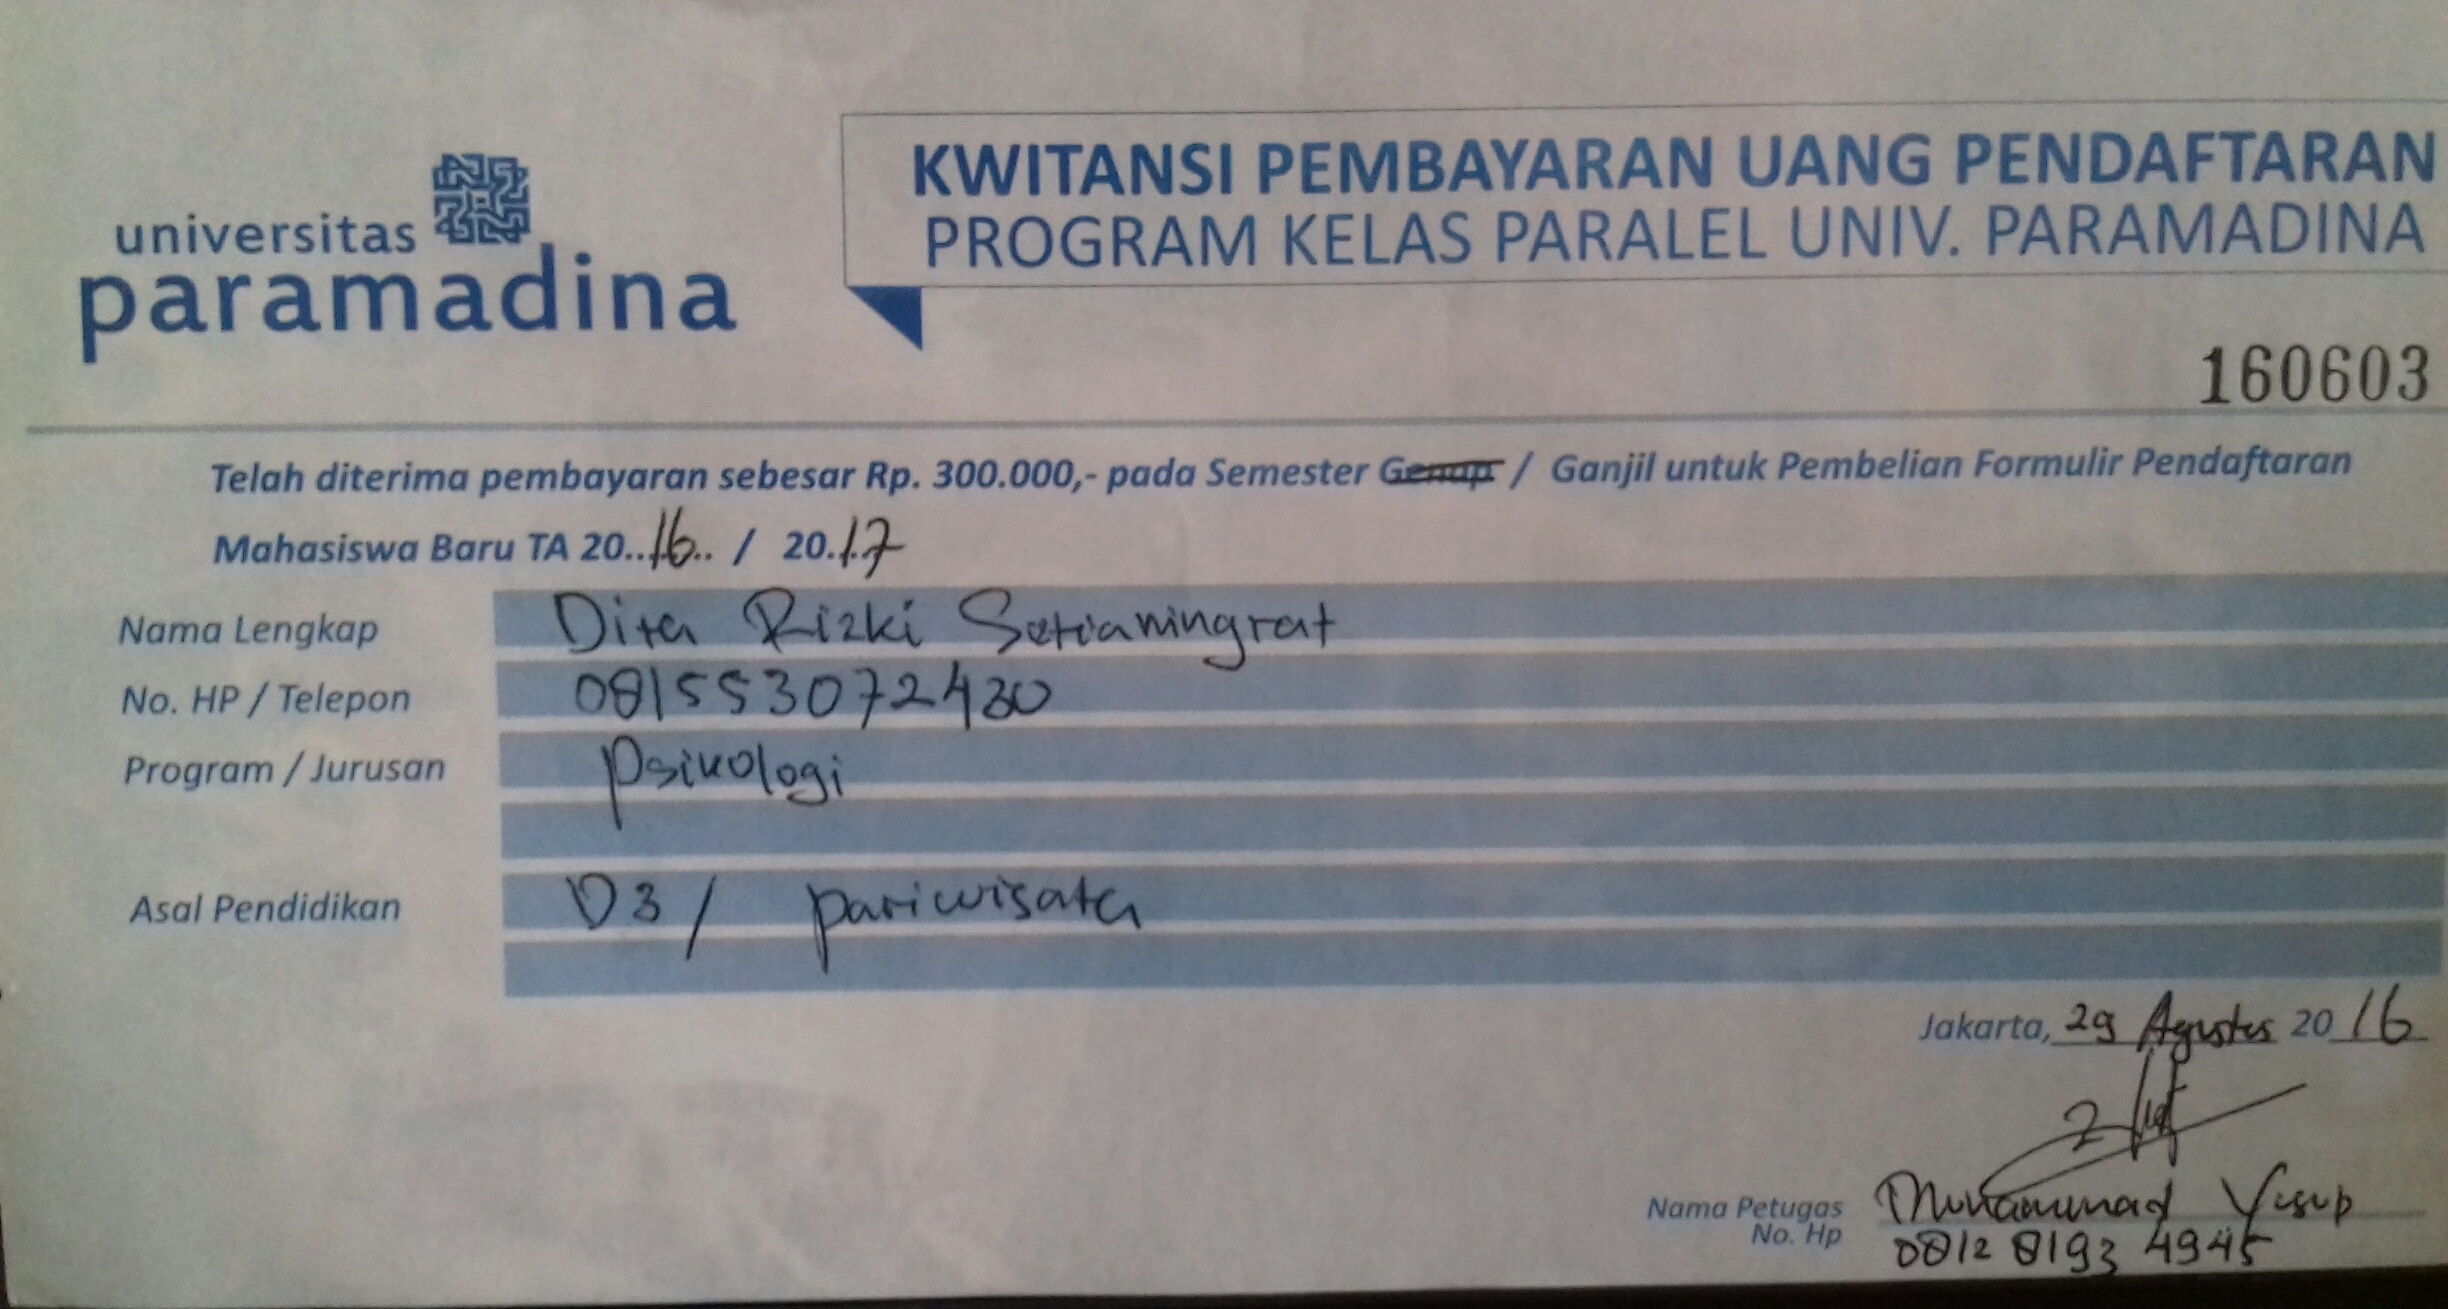 universitas
paramadina
KWITANSI PEMBAYARAN UANG PENDAFTARAN
PROGRAM KELAS PARALEL UNIV. PARAMADINA
160603
Telah diterima pembayaran sebesar Rp. 300.000,- pada Semester Genap / Ganjil untuk Pembelian Formulir Pendaftaran
Mahasiswa Baru TA 20..16.. / 20.17
Nama Lengkap Dita Rizki Setianingrat
No. HP / Telepon 081553072430
Program / Jurusan Psikologi
Asal Pendidikan D3 / pariwisata
Jakarta, 29 Agustus 20 16
Nama Petugas Muhammad Yusup
No. Hp 0812 8193 4945